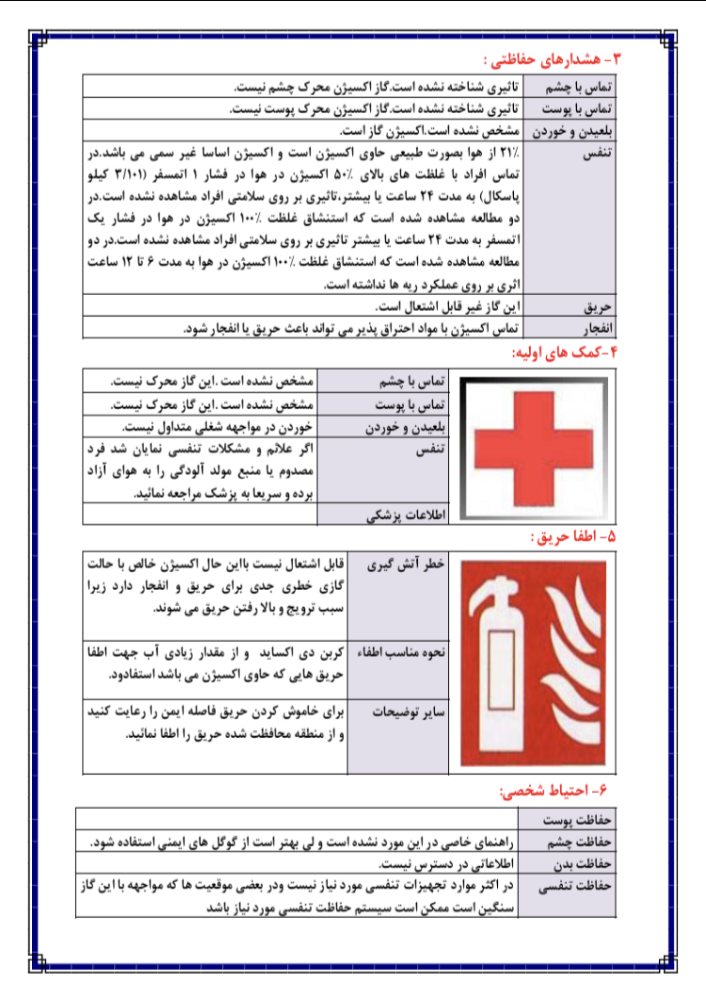 ۳- هشدارهای حفاظتی :
تماس با چشم تاثیری شناخته نشده است.گاز اکسیژن محرک چشم نیست.
تماس با پوست تاثیری شناخته نشده است.گاز اکسیژن محرک پوست نیست.
بلعیدن و خوردن مشخص نشده است.اکسیژن گاز است.
تنفس ۲۱٪ از هوا بصورت طبیعی حاوی اکسیژن است و اکسیژن اساسا غیر سمی می باشد.در
تماس افراد با غلظت های بالای ۵۰٪ اکسیژن در هوا در فشار ۱ اتمسفر (۳/۱۰۱ کیلو
پاسکال) به مدت ۲۴ ساعت یا بیشتر،تاثیری بر روی سلامتی افراد مشاهده نشده است.در
دو مطالعه مشاهده شده است که استنشاق غلظت ۱۰۰٪ اکسیژن در هوا در فشار یک
اتمسفر به مدت ۲۴ ساعت یا بیشتر تاثیری بر روی سلامتی افراد مشاهده نشده است.در دو
مطالعه مشاهده شده است که استنشاق غلظت ۱۰۰٪ اکسیژن در هوا به مدت ۶ تا ۱۲ ساعت
اثری بر روی عملکرد ریه ها نداشته است.
حریق این گاز غیر قابل اشتعال است.
انفجار تماس اکسیژن با مواد احتراق پذیر می تواند باعث حریق یا انفجار شود.
۴-کمک های اولیه:
تماس با چشم مشخص نشده است .این گاز محرک نیست.
تماس با پوست مشخص نشده است .این گاز محرک نیست.
بلعیدن و خوردن خوردن در مواجهه شغلی متداول نیست.
تنفس اگر علائم و مشکلات تنفسی نمایان شد فرد
مصدوم یا منبع مولد آلودگی را به هوای آزاد
برده و سریعا به پزشک مراجعه نمائید.
اطلاعات پزشکی
۵- اطفا حریق :
خطر آتش گیری قابل اشتعال نیست بااین حال اکسیژن خالص با حالت
گازی خطری جدی برای حریق و انفجار دارد زیرا
سبب ترویج و بالا رفتن حریق می شوند.
نحوه مناسب اطفاء کربن دی اکساید و از مقدار زیادی آب جهت اطفا
حریق هایی که حاوی اکسیژن می باشد استفادود.
سایر توضیحات برای خاموش کردن حریق فاصله ایمن را رعایت کنید
و از منطقه محافظت شده حریق را اطفا نمائید.
۶- احتیاط شخصی:
حفاظت پوست
حفاظت چشم راهنمای خاصی در این مورد نشده است و لی بهتر است از گوگل های ایمنی استفاده شود.
حفاظت بدن اطلاعاتی در دسترس نیست.
حفاظت تنفسی در اکثر موارد تجهیزات تنفسی مورد نیاز نیست ودر بعضی موقعیت ها که مواجهه با این گاز
سنگین است ممکن است سیستم حفاظت تنفسی مورد نیاز باشد